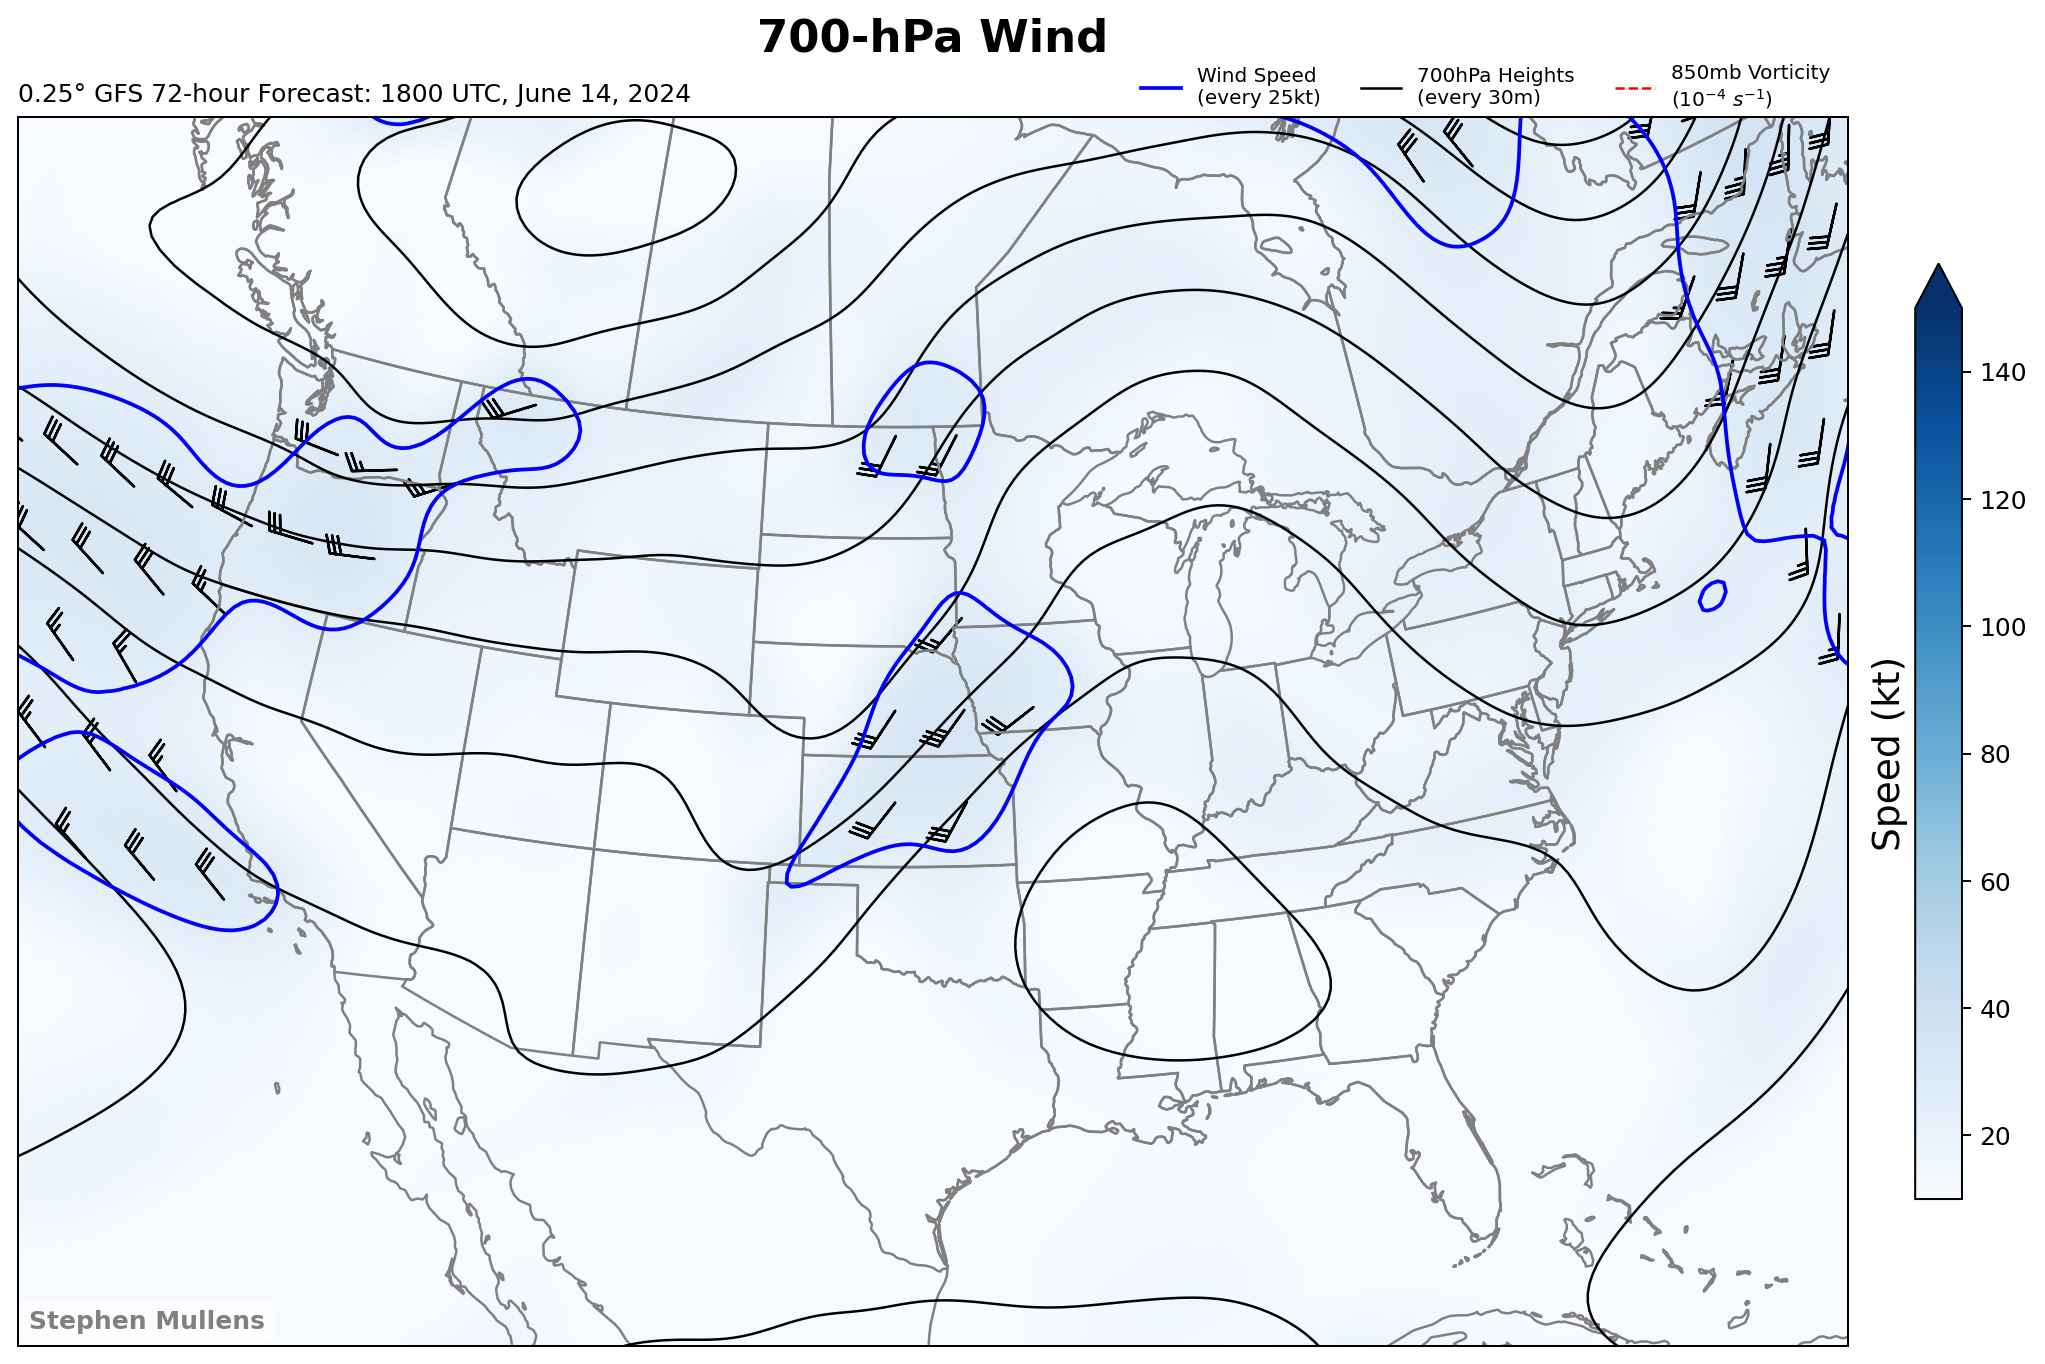 700-hPa Wind
0.25° GFS 72-hour Forecast: 1800 UTC, June 14, 2024
Wind Speed
(every 25kt)
700hPa Heights
(every 30m)
850mb Vorticity
(10⁻⁴ s⁻¹)
140
120
100
80
60
40
20
Speed (kt)
Stephen Mullens